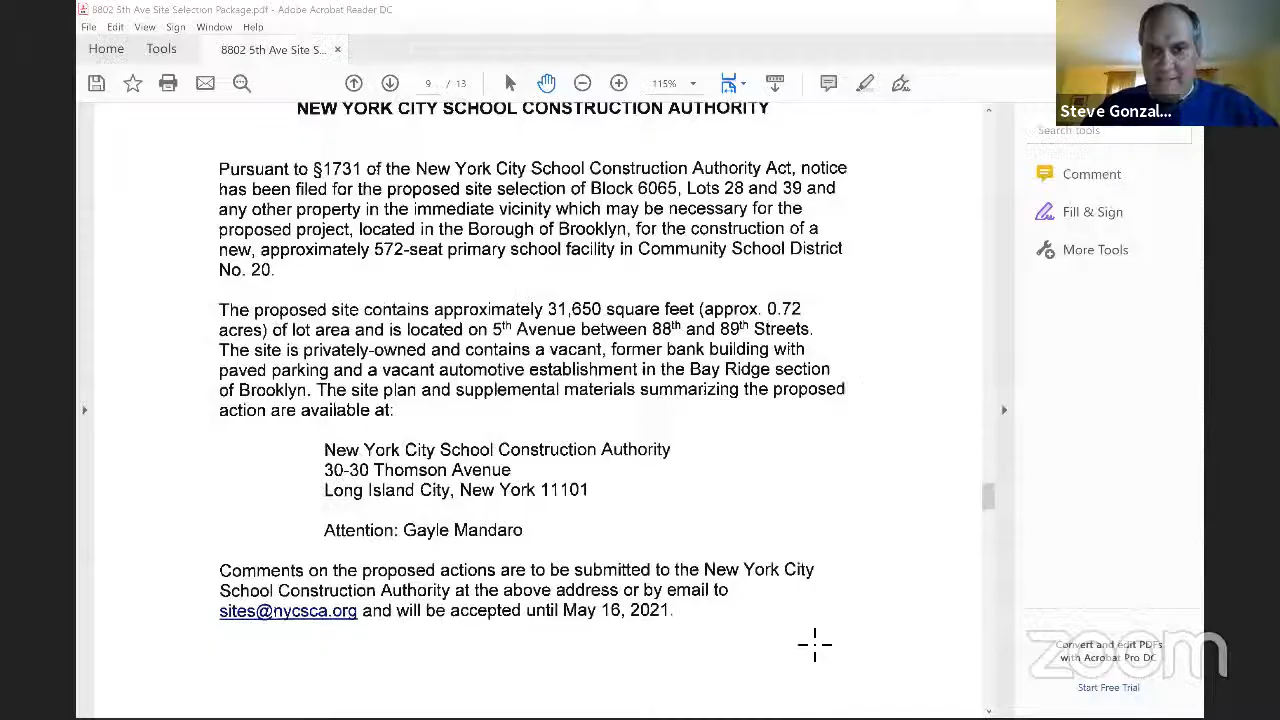 8802 5th Ave Site Selection Package.pdf - Adobe Acrobat Reader DC
File Edit View Sign Window Help
Home Tools 8802 5th Ave Site S... ×
9 / 13 115%
Steve Gonzal...
Search tools
Comment
Fill & Sign
More Tools
NEW YORK CITY SCHOOL CONSTRUCTION AUTHORITY
Pursuant to §1731 of the New York City School Construction Authority Act, notice
has been filed for the proposed site selection of Block 6065, Lots 28 and 39 and
any other property in the immediate vicinity which may be necessary for the
proposed project, located in the Borough of Brooklyn, for the construction of a
new, approximately 572-seat primary school facility in Community School District
No. 20.
The proposed site contains approximately 31,650 square feet (approx. 0.72
acres) of lot area and is located on 5th Avenue between 88th and 89th Streets.
The site is privately-owned and contains a vacant, former bank building with
paved parking and a vacant automotive establishment in the Bay Ridge section
of Brooklyn. The site plan and supplemental materials summarizing the proposed
action are available at:
New York City School Construction Authority
30-30 Thomson Avenue
Long Island City, New York 11101
Attention: Gayle Mandaro
Comments on the proposed actions are to be submitted to the New York City
School Construction Authority at the above address or by email to
sites@nycsca.org and will be accepted until May 16, 2021.
Convert and edit PDFs
with Acrobat Pro DC
Start Free Trial
zoom